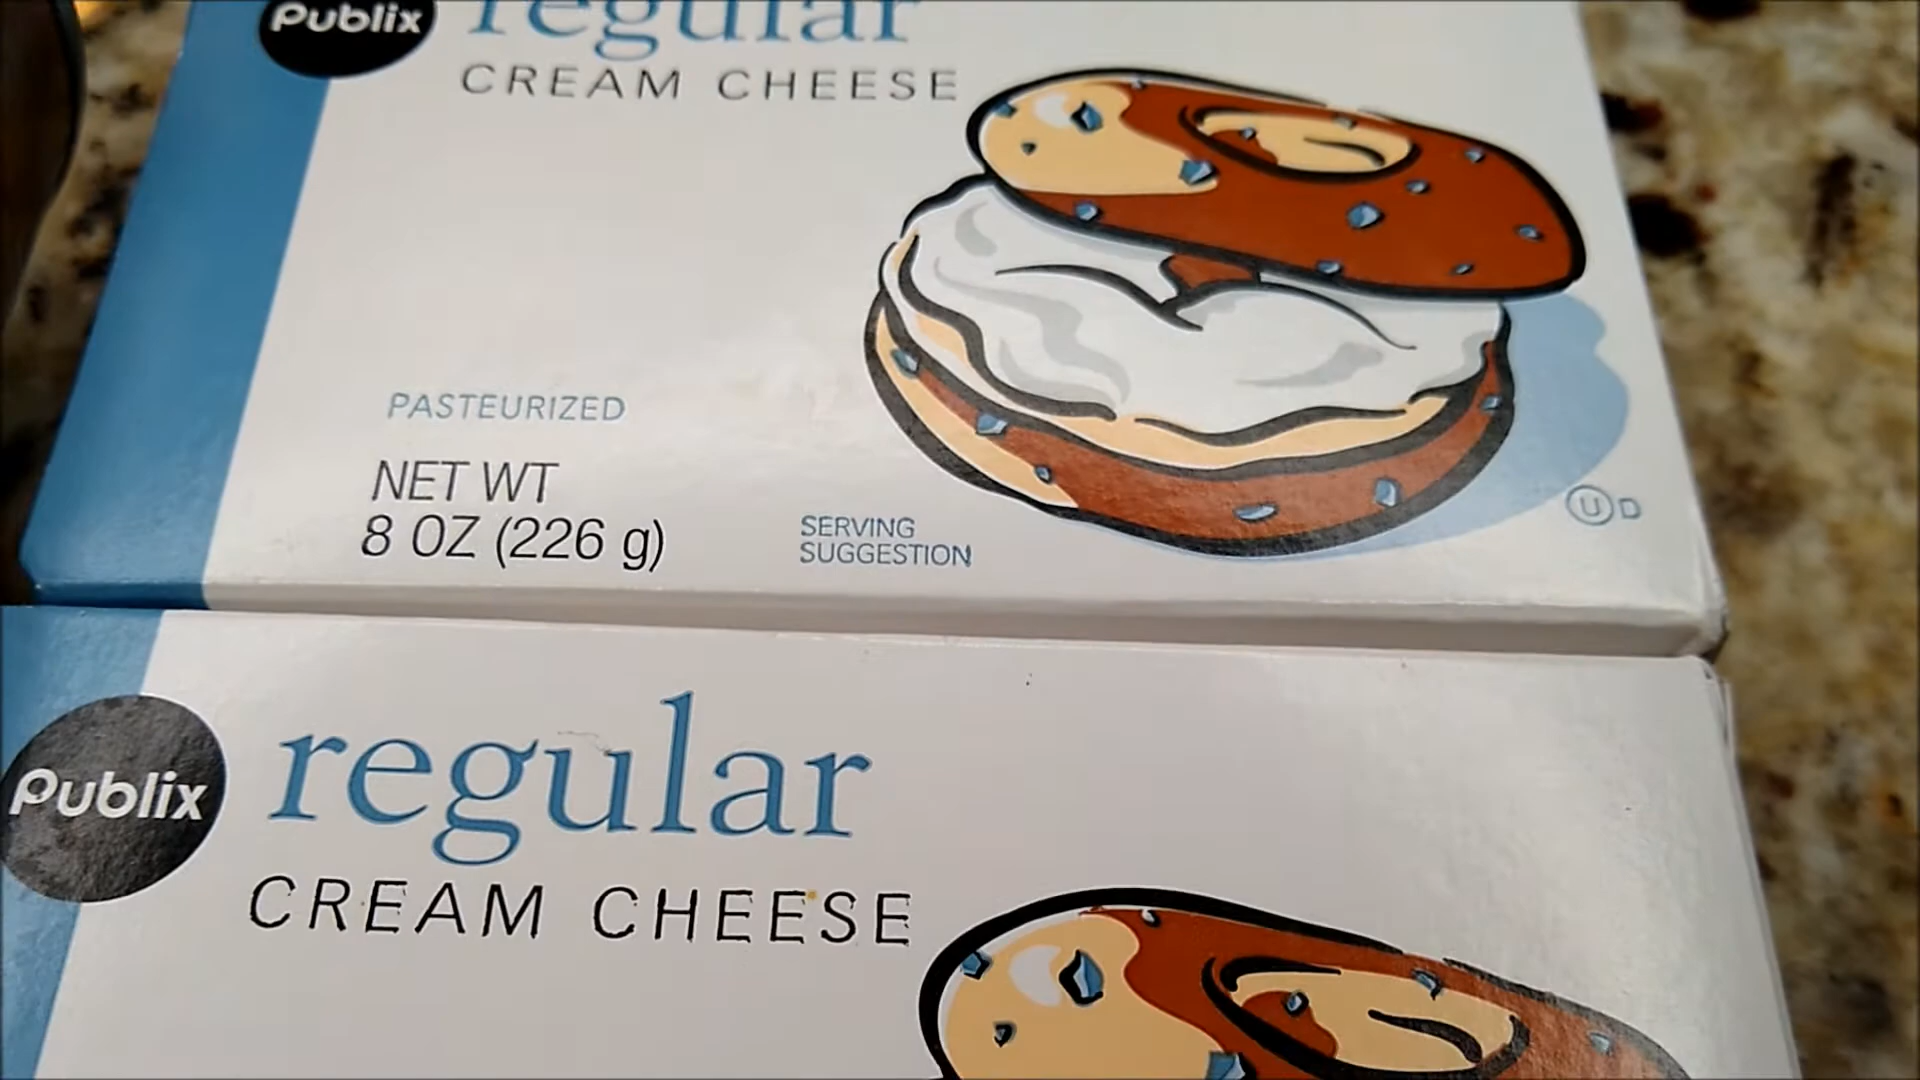 Publix
regular
CREAM CHEESE
PASTEURIZED
NET WT
8 OZ (226 g)
SERVING
SUGGESTION
U D
Publix
regular
CREAM CHEESE